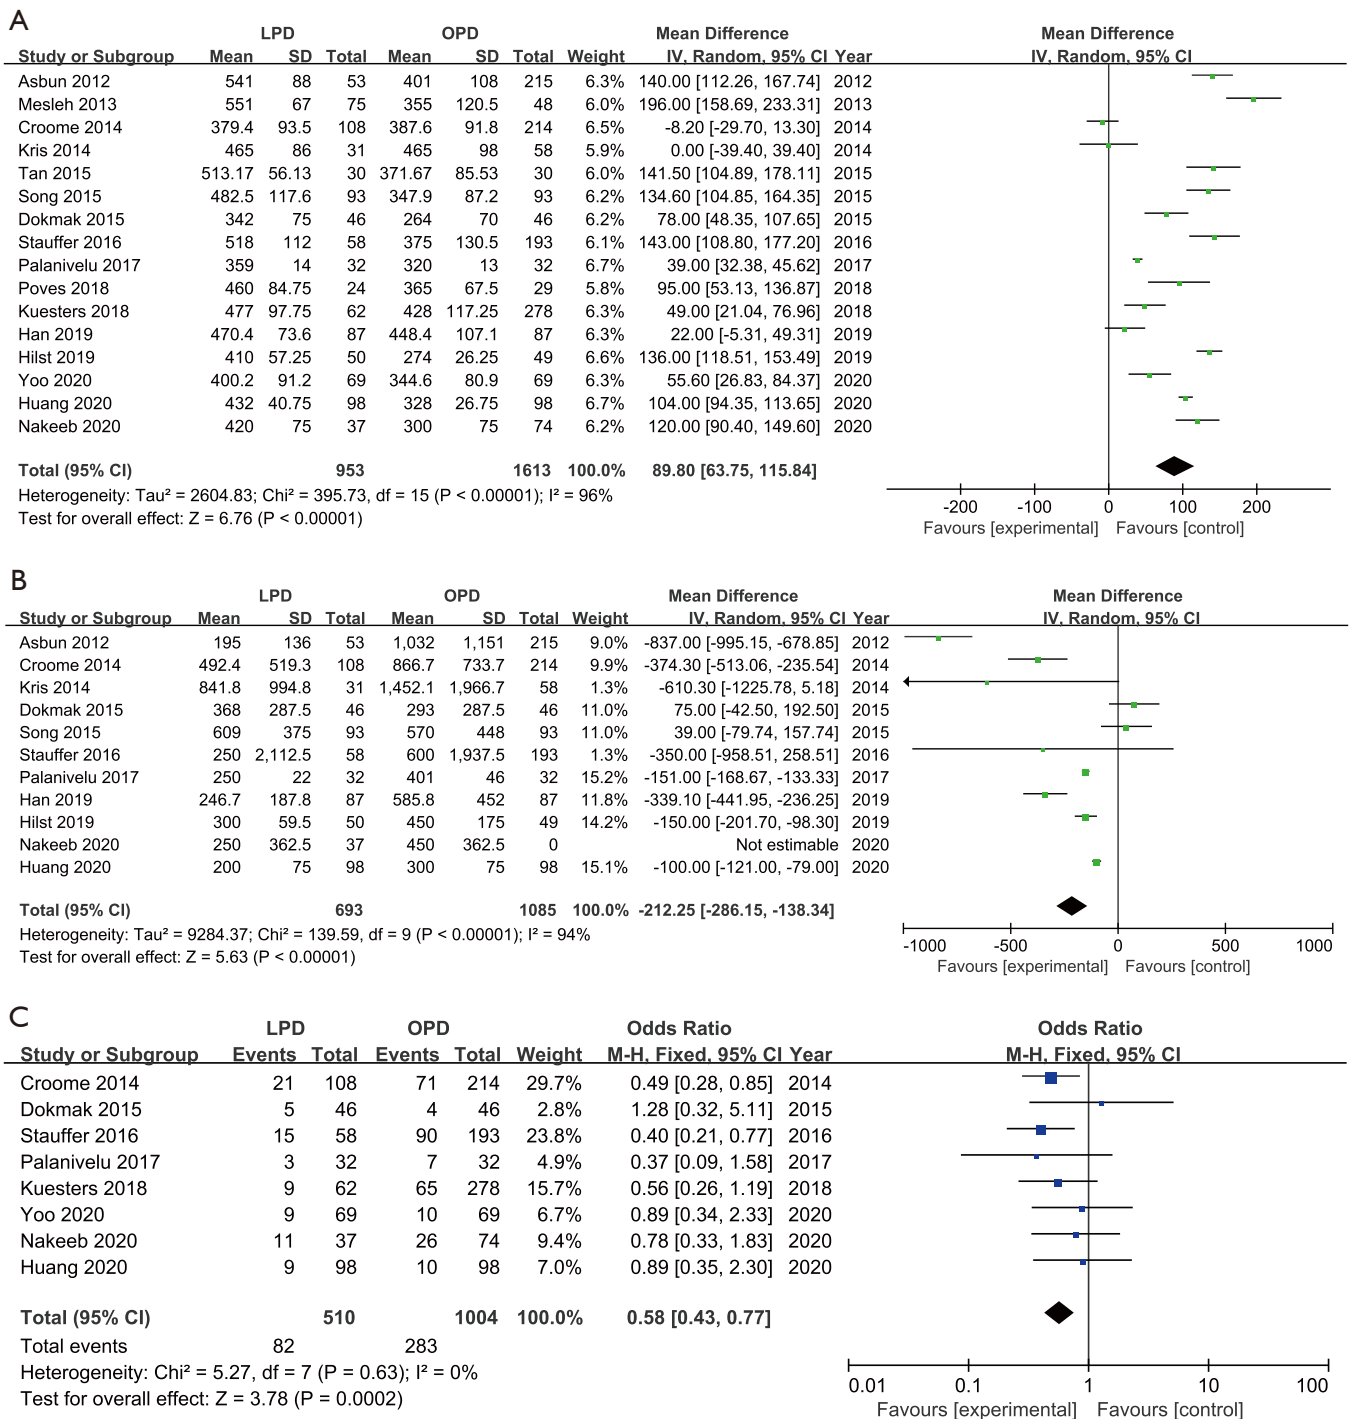 A
LPD OPD Mean Difference Mean Difference
Study or Subgroup Mean SD Total Mean SD Total Weight IV, Random, 95% CI Year IV, Random, 95% CI
Asbun 2012 541 88 53 401 108 215 6.3% 140.00 [112.26, 167.74] 2012
Mesleh 2013 551 67 75 355 120.5 48 6.0% 196.00 [158.69, 233.31] 2013
Croome 2014 379.4 93.5 108 387.6 91.8 214 6.5% -8.20 [-29.70, 13.30] 2014
Kris 2014 465 86 31 465 98 58 5.9% 0.00 [-39.40, 39.40] 2014
Tan 2015 513.17 56.13 30 371.67 85.53 30 6.0% 141.50 [104.89, 178.11] 2015
Song 2015 482.5 117.6 93 347.9 87.2 93 6.2% 134.60 [104.85, 164.35] 2015
Dokmak 2015 342 75 46 264 70 46 6.2% 78.00 [48.35, 107.65] 2015
Stauffer 2016 518 112 58 375 130.5 193 6.1% 143.00 [108.80, 177.20] 2016
Palanivelu 2017 359 14 32 320 13 32 6.7% 39.00 [32.38, 45.62] 2017
Poves 2018 460 84.75 24 365 67.5 29 5.8% 95.00 [53.13, 136.87] 2018
Kuesters 2018 477 97.75 62 428 117.25 278 6.3% 49.00 [21.04, 76.96] 2018
Han 2019 470.4 73.6 87 448.4 107.1 87 6.3% 22.00 [-5.31, 49.31] 2019
Hilst 2019 410 57.25 50 274 26.25 49 6.6% 136.00 [118.51, 153.49] 2019
Yoo 2020 400.2 91.2 69 344.6 80.9 69 6.3% 55.60 [26.83, 84.37] 2020
Huang 2020 432 40.75 98 328 26.75 98 6.7% 104.00 [94.35, 113.65] 2020
Nakeeb 2020 420 75 37 300 75 74 6.2% 120.00 [90.40, 149.60] 2020
Total (95% CI) 953 1613 100.0% 89.80 [63.75, 115.84]
Heterogeneity: Tau² = 2604.83; Chi² = 395.73, df = 15 (P < 0.00001); I² = 96%
Test for overall effect: Z = 6.76 (P < 0.00001)
-200 -100 0 100 200
Favours [experimental] Favours [control]
B
LPD OPD Mean Difference Mean Difference
Study or Subgroup Mean SD Total Mean SD Total Weight IV, Random, 95% CI Year IV, Random, 95% CI
Asbun 2012 195 136 53 1,032 1,151 215 9.0% -837.00 [-995.15, -678.85] 2012
Croome 2014 492.4 519.3 108 866.7 733.7 214 9.9% -374.30 [-513.06, -235.54] 2014
Kris 2014 841.8 994.8 31 1,452.1 1,966.7 58 1.3% -610.30 [-1225.78, 5.18] 2014
Dokmak 2015 368 287.5 46 293 287.5 46 11.0% 75.00 [-42.50, 192.50] 2015
Song 2015 609 375 93 570 448 93 11.0% 39.00 [-79.74, 157.74] 2015
Stauffer 2016 250 2,112.5 58 600 1,937.5 193 1.3% -350.00 [-958.51, 258.51] 2016
Palanivelu 2017 250 22 32 401 46 32 15.2% -151.00 [-168.67, -133.33] 2017
Han 2019 246.7 187.8 87 585.8 452 87 11.8% -339.10 [-441.95, -236.25] 2019
Hilst 2019 300 59.5 50 450 175 49 14.2% -150.00 [-201.70, -98.30] 2019
Nakeeb 2020 250 362.5 37 450 362.5 0 Not estimable 2020
Huang 2020 200 75 98 300 75 98 15.1% -100.00 [-121.00, -79.00] 2020
Total (95% CI) 693 1085 100.0% -212.25 [-286.15, -138.34]
Heterogeneity: Tau² = 9284.37; Chi² = 139.59, df = 9 (P < 0.00001); I² = 94%
Test for overall effect: Z = 5.63 (P < 0.00001)
-1000 -500 0 500 1000
Favours [experimental] Favours [control]
C
LPD OPD Odds Ratio Odds Ratio
Study or Subgroup Events Total Events Total Weight M-H, Fixed, 95% CI Year M-H, Fixed, 95% CI
Croome 2014 21 108 71 214 29.7% 0.49 [0.28, 0.85] 2014
Dokmak 2015 5 46 4 46 2.8% 1.28 [0.32, 5.11] 2015
Stauffer 2016 15 58 90 193 23.8% 0.40 [0.21, 0.77] 2016
Palanivelu 2017 3 32 7 32 4.9% 0.37 [0.09, 1.58] 2017
Kuesters 2018 9 62 65 278 15.7% 0.56 [0.26, 1.19] 2018
Yoo 2020 9 69 10 69 6.7% 0.89 [0.34, 2.33] 2020
Nakeeb 2020 11 37 26 74 9.4% 0.78 [0.33, 1.83] 2020
Huang 2020 9 98 10 98 7.0% 0.89 [0.35, 2.30] 2020
Total (95% CI) 510 1004 100.0% 0.58 [0.43, 0.77]
Total events 82 283
Heterogeneity: Chi² = 5.27, df = 7 (P = 0.63); I² = 0%
Test for overall effect: Z = 3.78 (P = 0.0002)
0.01 0.1 1 10 100
Favours [experimental] Favours [control]